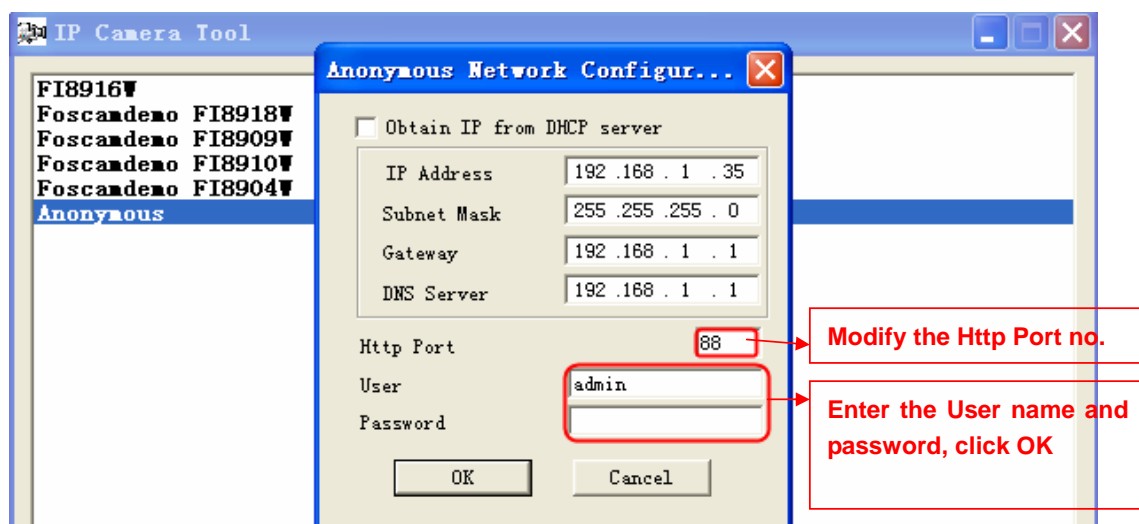 IP Camera Tool
Anonymous Network Configur...
FI8916W
Foscamdemo FI8918W
Foscamdemo FI8909W
Foscamdemo FI8910W
Foscamdemo FI8904W
Anonymous
Obtain IP from DHCP server
IP Address 192 .168 . 1 . 35
Subnet Mask 255 .255 .255 . 0
Gateway 192 .168 . 1 . 1
DNS Server 192 .168 . 1 . 1
Http Port 88
User admin
Password
OK Cancel
Modify the Http Port no.
Enter the User name and
password, click OK